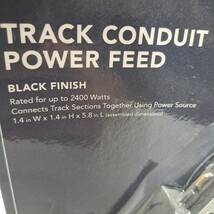 TRACK CONDUIT
POWER FEED
BLACK FINISH
Rated for up to 2400 Watts
Connects Track Sections Together Using Power Source
1.4 in W x 1.4 in H x 5.8 in L (assembled dimensions)